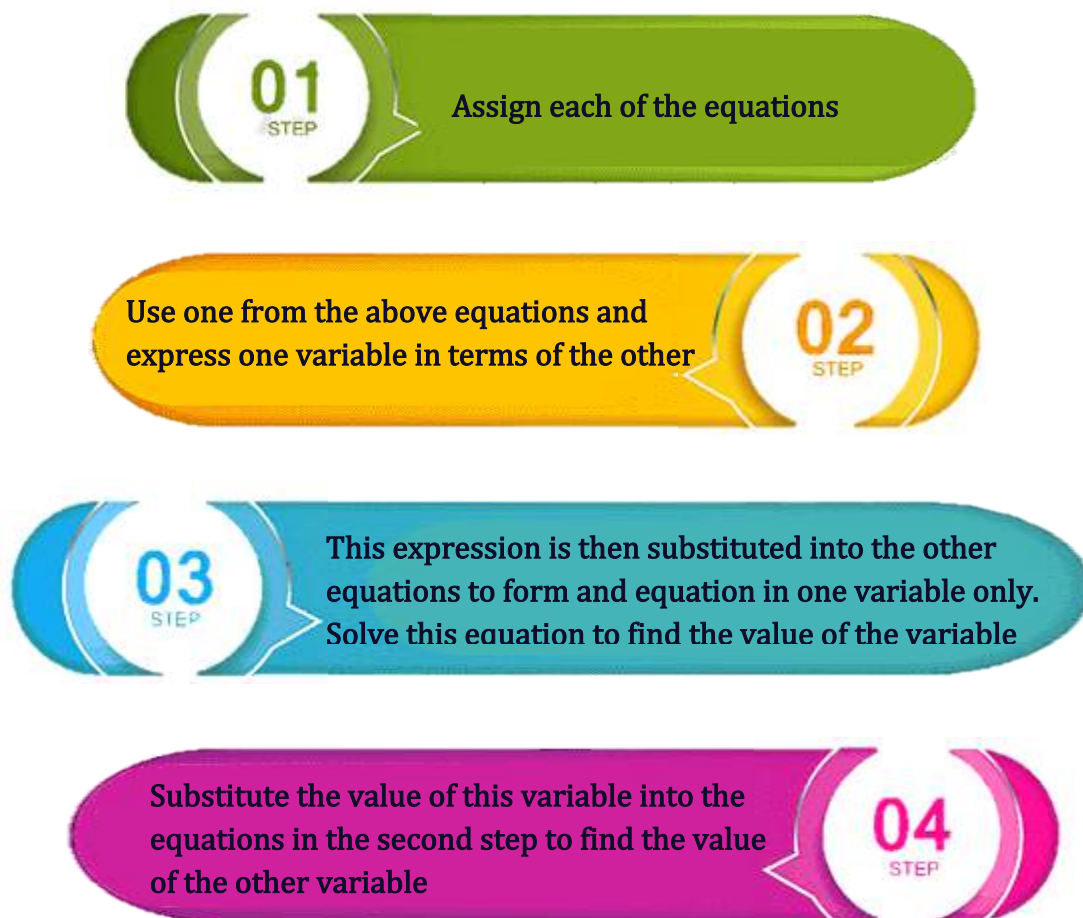 01
STEP
Assign each of the equations
Use one from the above equations and
express one variable in terms of the other
02
STEP
03
STEP
This expression is then substituted into the other
equations to form and equation in one variable only.
Solve this equation to find the value of the variable
Substitute the value of this variable into the
equations in the second step to find the value
of the other variable
04
STEP